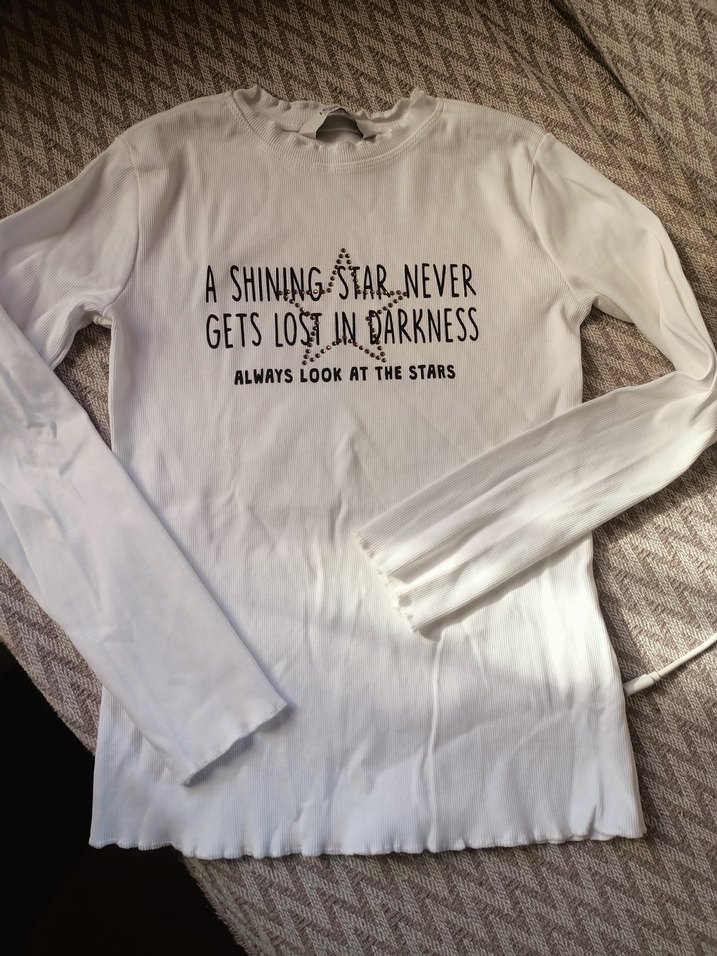 A SHINING STAR NEVER
GETS LOST IN DARKNESS
ALWAYS LOOK AT THE STARS